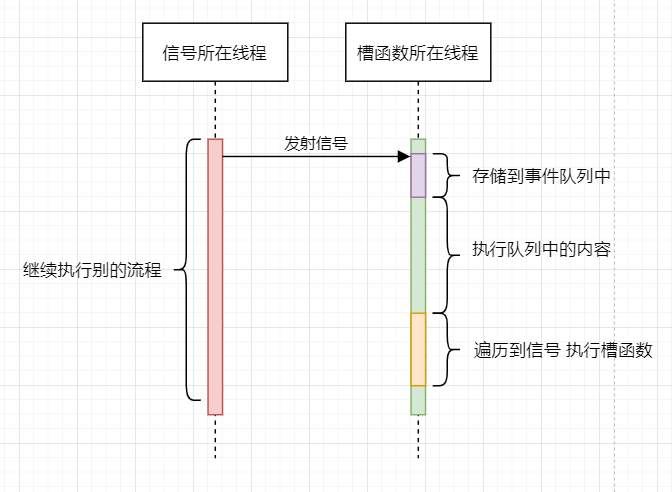 信号所在线程
槽函数所在线程
发射信号
存储到事件队列中
执行队列中的内容
继续执行别的流程
遍历到信号 执行槽函数